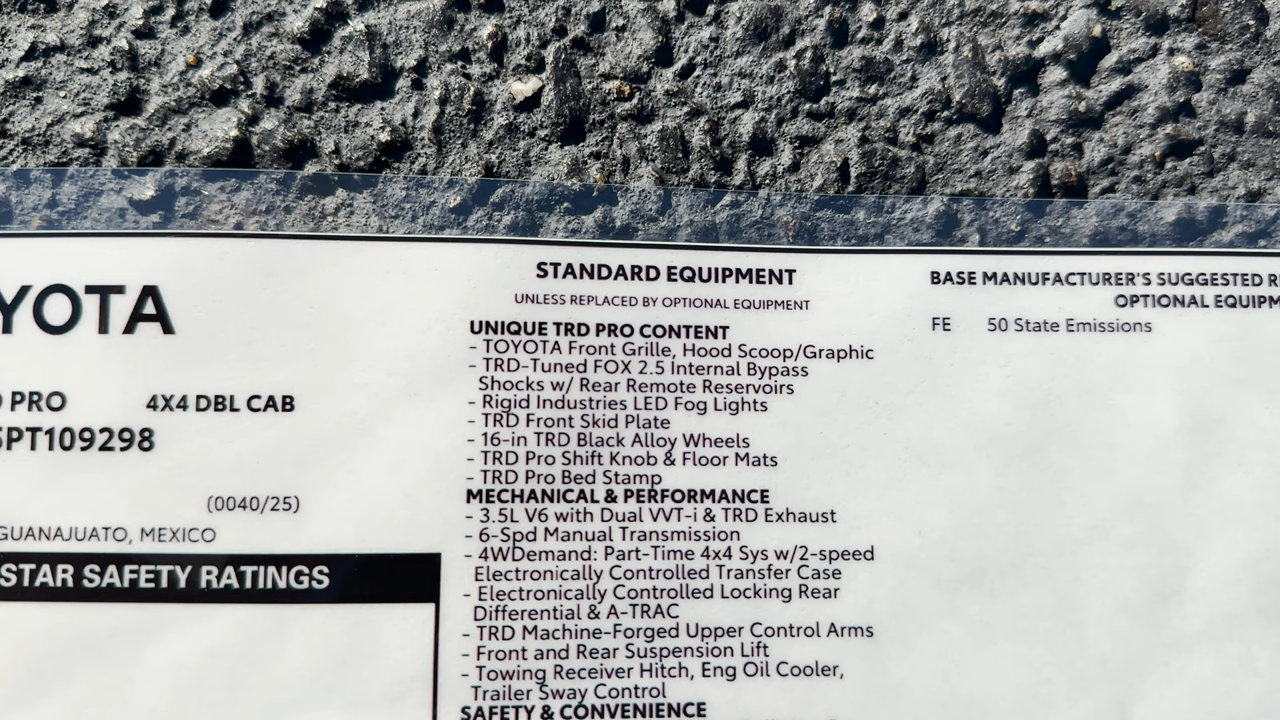 YOTA
PRO 4X4 DBL CAB
5PT109298
(0040/25)
GUANAJUATO, MEXICO
STAR SAFETY RATINGS
STANDARD EQUIPMENT
UNLESS REPLACED BY OPTIONAL EQUIPMENT
UNIQUE TRD PRO CONTENT
- TOYOTA Front Grille, Hood Scoop/Graphic
- TRD-Tuned FOX 2.5 Internal Bypass
Shocks w/ Rear Remote Reservoirs
- Rigid Industries LED Fog Lights
- TRD Front Skid Plate
- 16-in TRD Black Alloy Wheels
- TRD Pro Shift Knob & Floor Mats
- TRD Pro Bed Stamp
MECHANICAL & PERFORMANCE
- 3.5L V6 with Dual VVT-i & TRD Exhaust
- 6-Spd Manual Transmission
- 4WDemand: Part-Time 4x4 Sys w/2-speed
Electronically Controlled Transfer Case
- Electronically Controlled Locking Rear
Differential & A-TRAC
- TRD Machine-Forged Upper Control Arms
- Front and Rear Suspension Lift
- Towing Receiver Hitch, Eng Oil Cooler,
Trailer Sway Control
SAFETY & CONVENIENCE
BASE MANUFACTURER'S SUGGESTED
OPTIONAL EQUIPM
FE 50 State Emissions